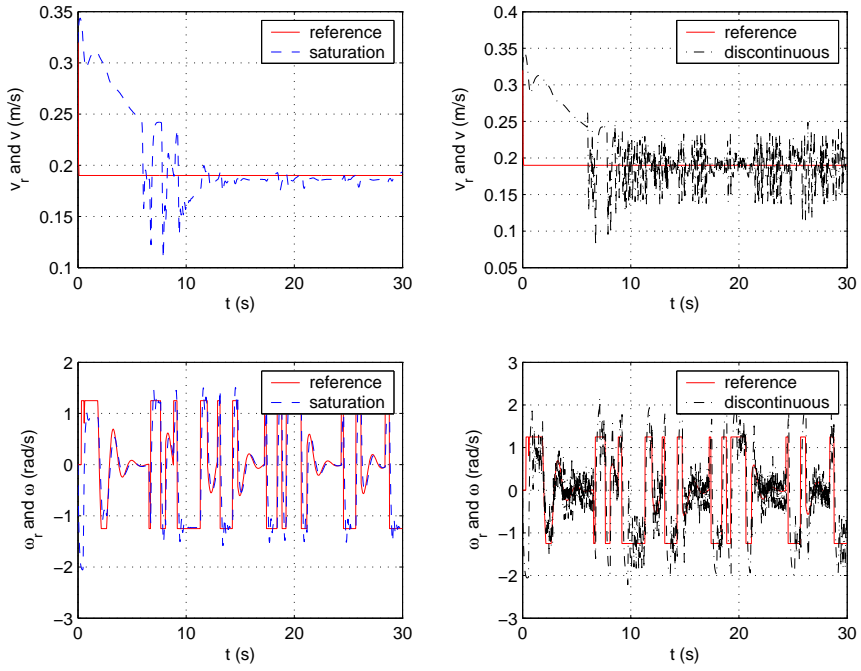 0.35
0.3
0.25
0.2
0.15
0.1
v_r and v (m/s)
reference
saturation
0
10
20
30
t (s)
0.4
0.35
0.3
0.25
0.2
0.15
0.1
0.05
v_r and v (m/s)
reference
discontinuous
0
10
20
30
t (s)
2
1
0
−1
−2
−3
ω_r and ω (rad/s)
reference
saturation
0
10
20
30
t (s)
3
2
1
0
−1
−2
−3
ω_r and ω (rad/s)
reference
discontinuous
0
10
20
30
t (s)